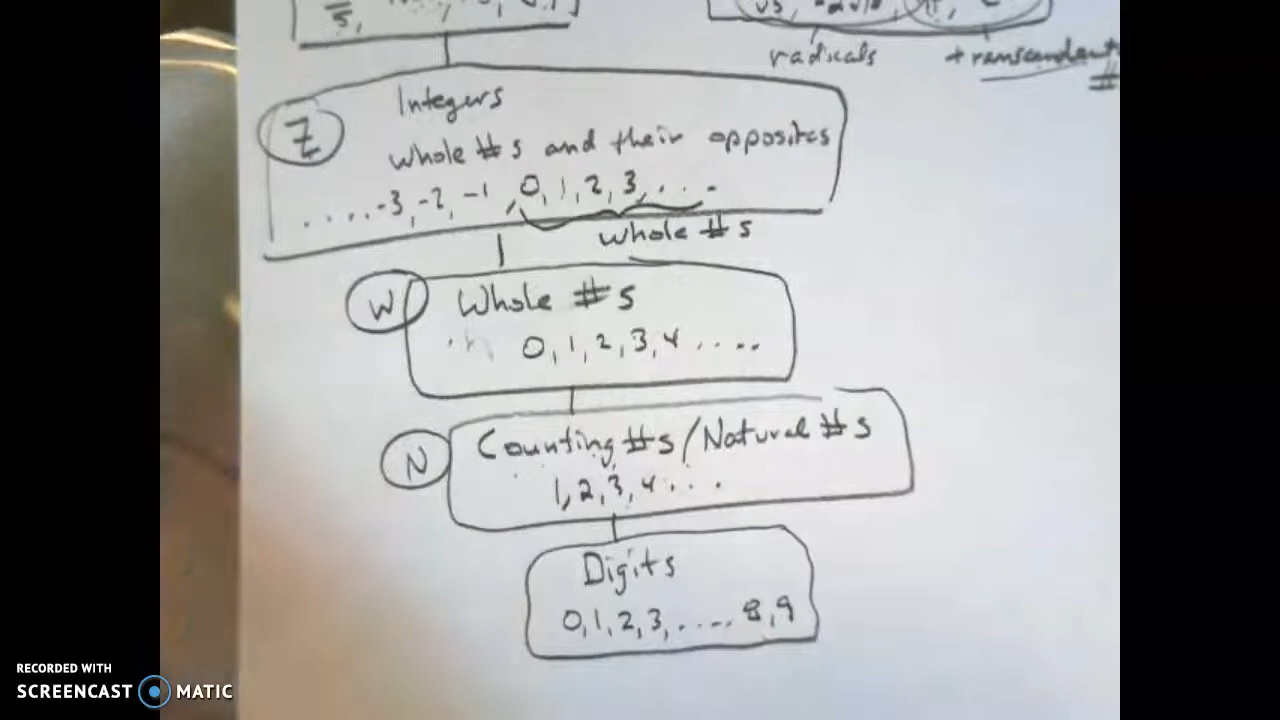 radicals
transcendent
#
Z
Integers
whole #s and their opposites
. . . . -3, -2, -1, 0, 1, 2, 3, . . .
whole #s
W
Whole #s
0, 1, 2, 3, 4 . . . . .
N
Counting #s / Natural #s
1, 2, 3, 4 . . .
Digits
0, 1, 2, 3, . . . . 8, 9
RECORDED WITH
SCREENCAST MATIC